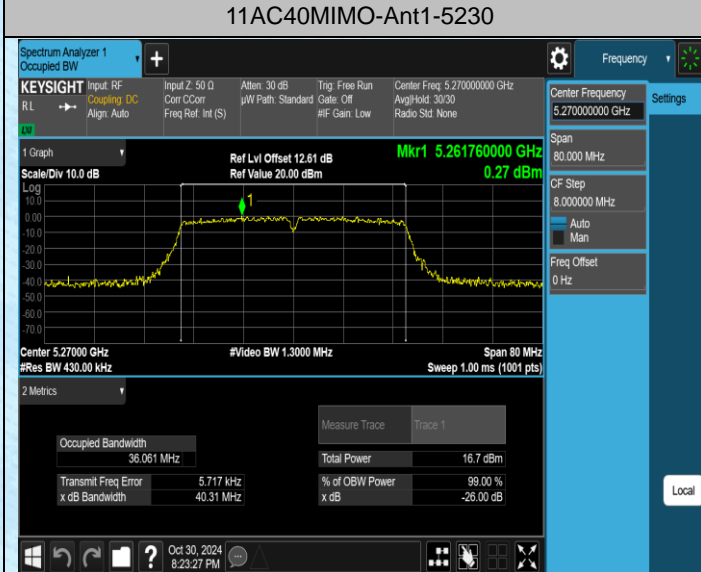 11AC40MIMO-Ant1-5230
Spectrum Analyzer 1
Occupied BW
Frequency
KEYSIGHT
RL
LXI
Input: RF
Coupling: DC
Align: Auto
Input Z: 50 Ω
Corr CCorr
Freq Ref: Int (S)
Atten: 30 dB
µW Path: Standard
Trig: Free Run
Gate: Off
#IF Gain: Low
Center Freq: 5.270000000 GHz
Avg|Hold: 30/30
Radio Std: None
Center Frequency
5.270000000 GHz
Settings
Span
80.000 MHz
CF Step
8.000000 MHz
Auto
Man
Freq Offset
0 Hz
1 Graph
Scale/Div 10.0 dB
Ref Lvl Offset 12.61 dB
Ref Value 20.00 dBm
Mkr1 5.261760000 GHz
0.27 dBm
Log
10.0
0.00
-10.0
-20.0
-30.0
-40.0
-50.0
-60.0
-70.0
1
Center 5.27000 GHz
#Res BW 430.00 kHz
#Video BW 1.3000 MHz
Span 80 MHz
Sweep 1.00 ms (1001 pts)
2 Metrics
Measure Trace
Trace 1
Occupied Bandwidth
36.061 MHz
Total Power
16.7 dBm
Transmit Freq Error
5.717 kHz
% of OBW Power
99.00 %
x dB Bandwidth
40.31 MHz
x dB
-26.00 dB
Local
Oct 30, 2024
8:23:27 PM